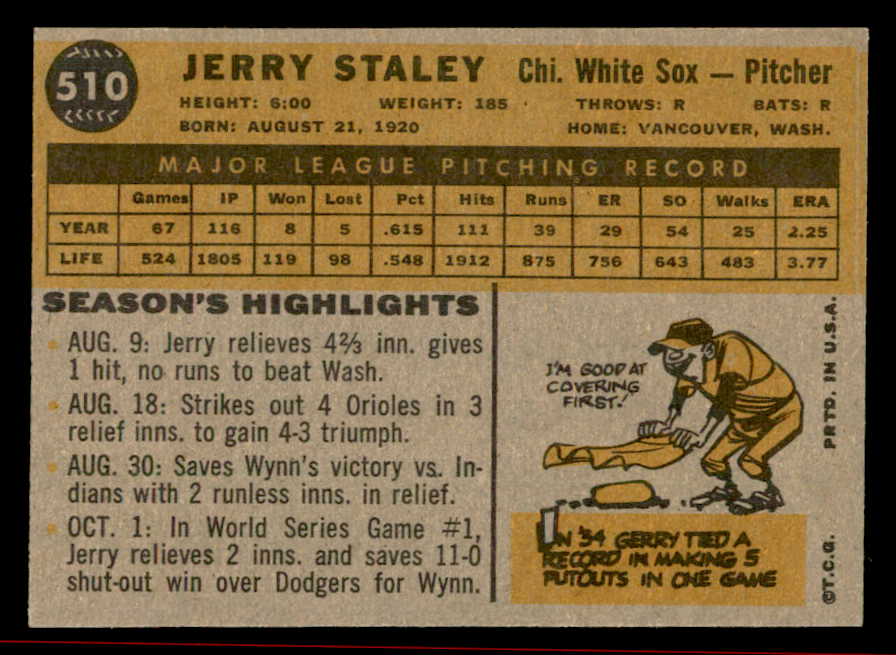 510
JERRY STALEY Chi. White Sox — Pitcher
HEIGHT: 6:00 WEIGHT: 185 THROWS: R BATS: R
BORN: AUGUST 21, 1920 HOME: VANCOUVER, WASH.
MAJOR LEAGUE PITCHING RECORD
Games IP Won Lost Pct Hits Runs ER SO Walks ERA
YEAR 67 116 8 5 .615 111 39 29 54 25 2.25
LIFE 524 1805 119 98 .548 1912 875 756 643 483 3.77
SEASON'S HIGHLIGHTS
AUG. 9: Jerry relieves 4⅔ inn. gives
1 hit, no runs to beat Wash.
AUG. 18: Strikes out 4 Orioles in 3
relief inns. to gain 4-3 triumph.
AUG. 30: Saves Wynn's victory vs. In-
dians with 2 runless inns. in relief.
OCT. 1: In World Series Game #1,
Jerry relieves 2 inns. and saves 11-0
shut-out win over Dodgers for Wynn.
I'M GOOD AT
COVERING
FIRST!
IN '54 GERRY TIED A
RECORD IN MAKING 5
PUTOUTS IN ONE GAME
PRTD. IN U.S.A.
©T.C.G.